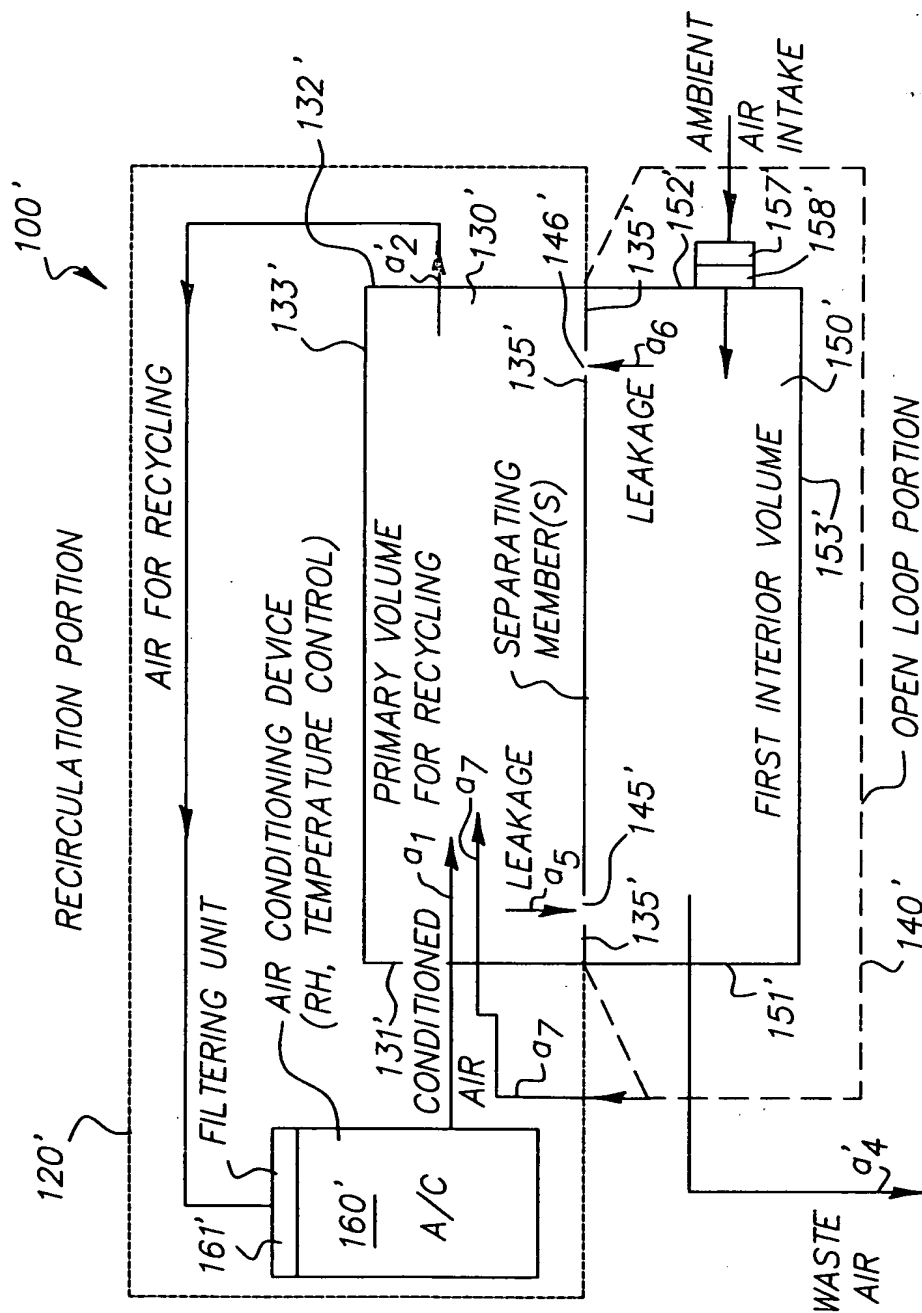 RECIRCULATION PORTION
100'
120'
AIR FOR RECYCLING
132'
133'
FILTERING UNIT
AIR CONDITIONING DEVICE
(RH, TEMPERATURE CONTROL)
161'
160'
A/C
131'
CONDITIONED
AIR
a1
PRIMARY VOLUME
FOR RECYCLING
a7
a7
a'2
130'
LEAKAGE
a5
135'
145'
SEPARATING
MEMBER(S)
135'
146'
135'
LEAKAGE
a6
152'
AMBIENT
AIR
INTAKE
157'
158'
150'
FIRST INTERIOR VOLUME
153'
151'
WASTE
AIR
a'4
140'
OPEN LOOP PORTION